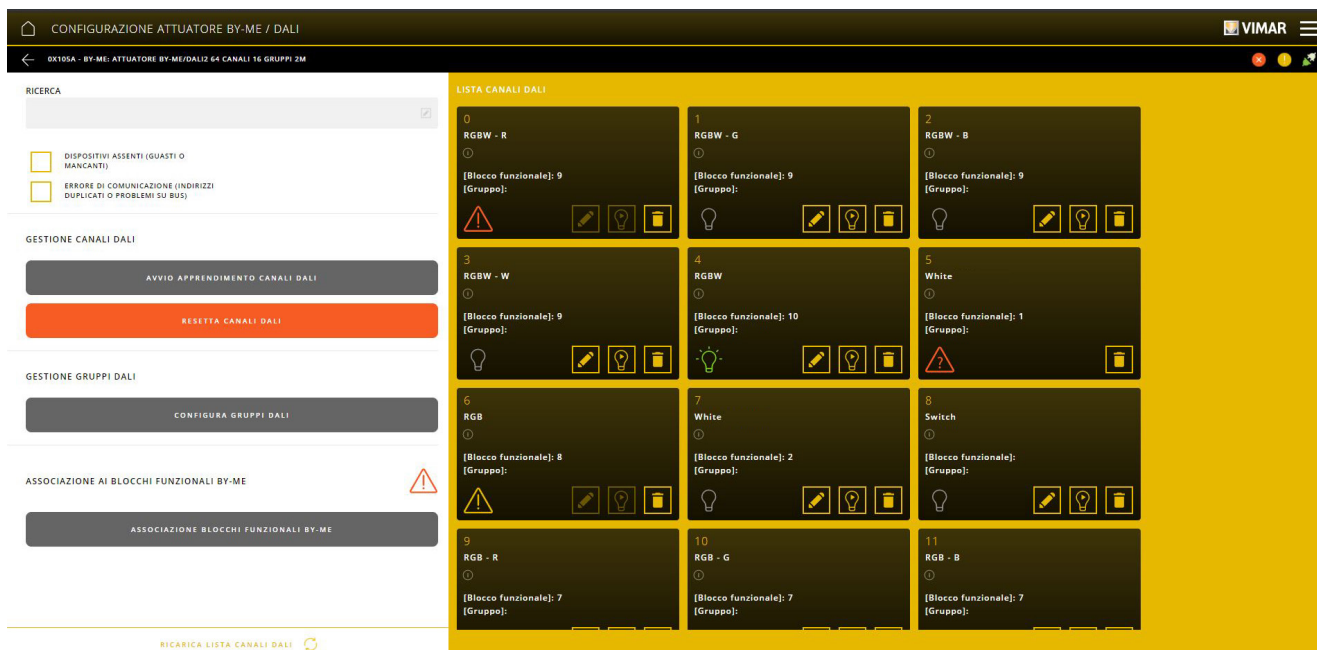 CONFIGURAZIONE ATTUATORE BY-ME / DALI
VIMAR
0X105A - BY-ME: ATTUATORE BY-ME/DALI2 64 CANALI 16 GRUPPI 2M
RICERCA
DISPOSITIVI ASSENTI (GUASTI O
MANCANTI)
ERRORE DI COMUNICAZIONE (INDIRIZZI
DUPLICATI O PROBLEMI SU BUS)
GESTIONE CANALI DALI
AVVIO APPRENDIMENTO CANALI DALI
RESETTA CANALI DALI
GESTIONE GRUPPI DALI
CONFIGURA GRUPPI DALI
ASSOCIAZIONE AI BLOCCHI FUNZIONALI BY-ME
ASSOCIAZIONE BLOCCHI FUNZIONALI BY-ME
RICARICA LISTA CANALI DALI
LISTA CANALI DALI
0
RGBW - R
[Blocco funzionale]: 9
[Gruppo]:
1
RGBW - G
[Blocco funzionale]: 9
[Gruppo]:
2
RGBW - B
[Blocco funzionale]: 9
[Gruppo]:
3
RGBW - W
[Blocco funzionale]: 9
[Gruppo]:
4
RGBW
[Blocco funzionale]: 10
[Gruppo]:
5
White
[Blocco funzionale]: 1
[Gruppo]:
6
RGB
[Blocco funzionale]: 8
[Gruppo]:
7
White
[Blocco funzionale]: 2
[Gruppo]:
8
Switch
[Blocco funzionale]:
[Gruppo]:
9
RGB - R
[Blocco funzionale]: 7
[Gruppo]:
10
RGB - G
[Blocco funzionale]: 7
[Gruppo]:
11
RGB - B
[Blocco funzionale]: 7
[Gruppo]: